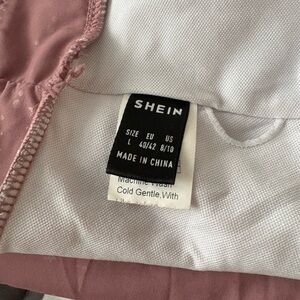 SHEIN
SIZE EU US
L 40/42 8/10
MADE IN CHINA
Machine Wash
Cold Gentle,With